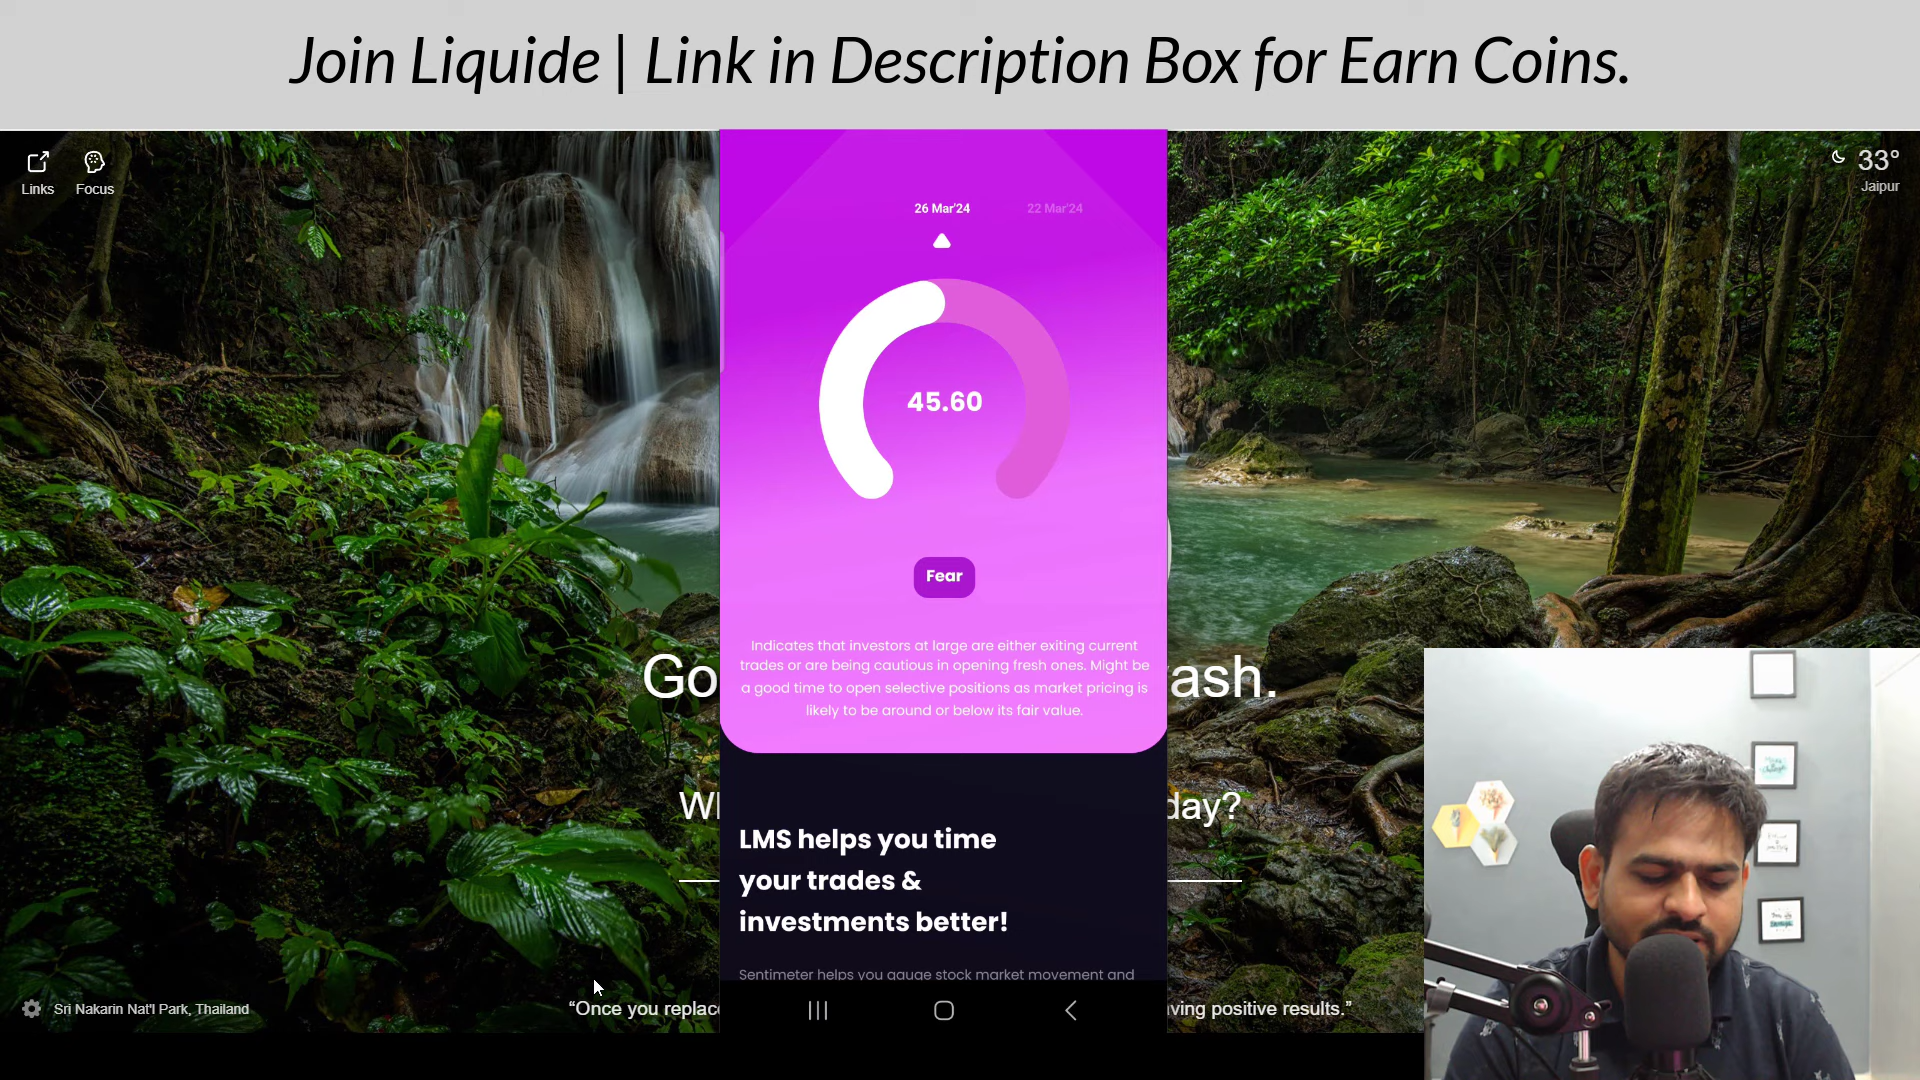 Join Liquide | Link in Description Box for Earn Coins.
Links
Focus
33°
Jaipur
26 Mar'24
22 Mar'24
45.60
Fear
Indicates that investors at large are either exiting current
trades or are being cautious in opening fresh ones. Might be
a good time to open selective positions as market pricing is
likely to be around or below its fair value.
Go
ash.
day?
LMS helps you time
your trades &
investments better!
Sentimeter helps you gauge stock market movement and
Sri Nakarin Nat'l Park, Thailand
“Once you replac
ving positive results.”